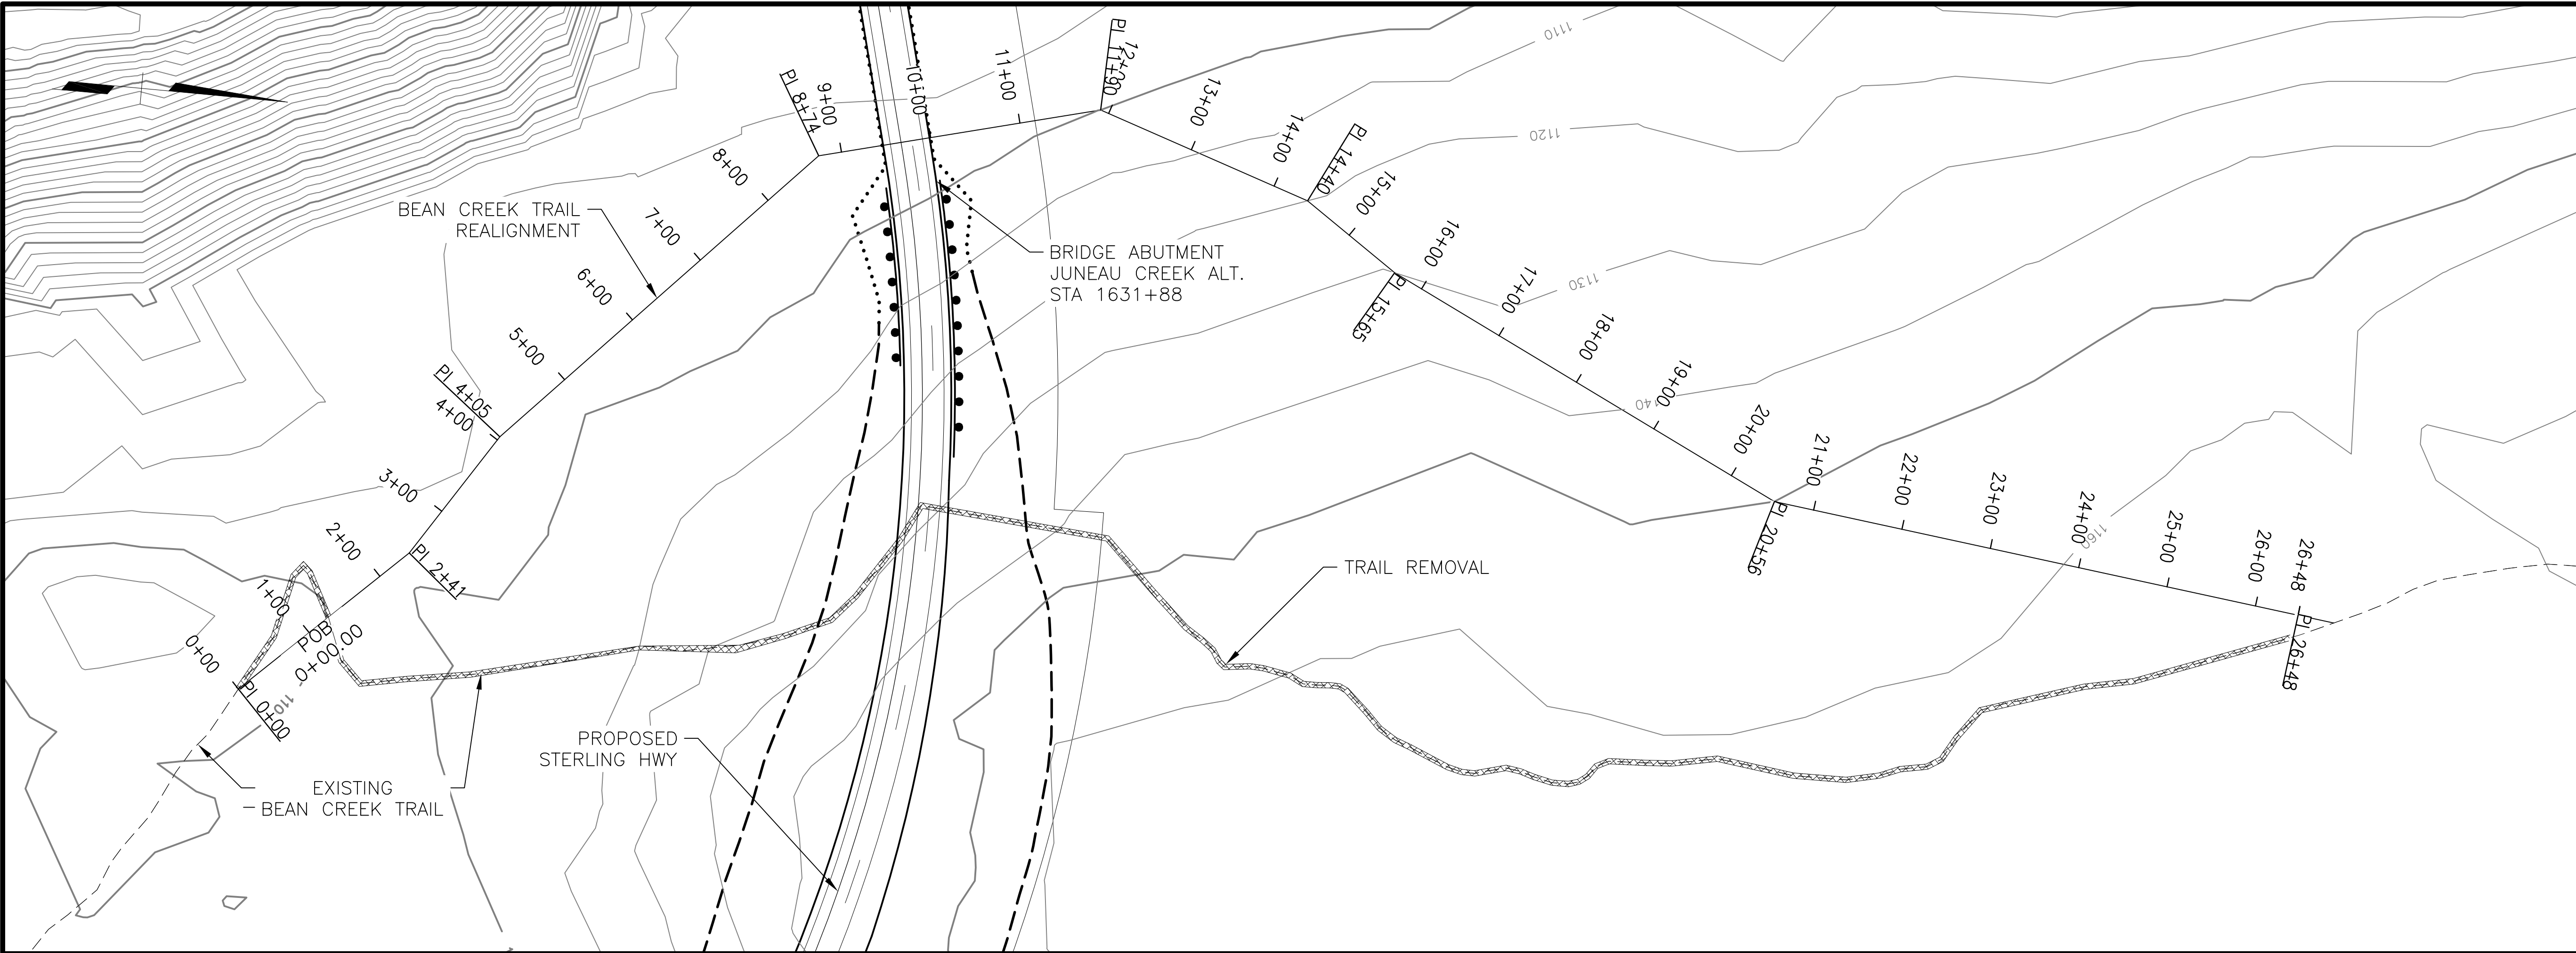 BEAN CREEK TRAIL
REALIGNMENT
BRIDGE ABUTMENT
JUNEAU CREEK ALT.
STA 1631+88
TRAIL REMOVAL
PROPOSED
STERLING HWY
EXISTING
BEAN CREEK TRAIL
POB
0+00.00
PI 0+00
0+00
1+00
2+00
PI 2+41
3+00
4+00
PI 4+05
5+00
6+00
7+00
8+00
PI 8+74
9+00
10+00
11+00
PI 11+90
12+00
13+00
14+00
PI 14+40
15+00
PI 15+65
16+00
17+00
18+00
19+00
20+00
PI 20+56
21+00
22+00
23+00
24+00
25+00
26+00
26+48
PI 26+48
1110
1120
1130
1160